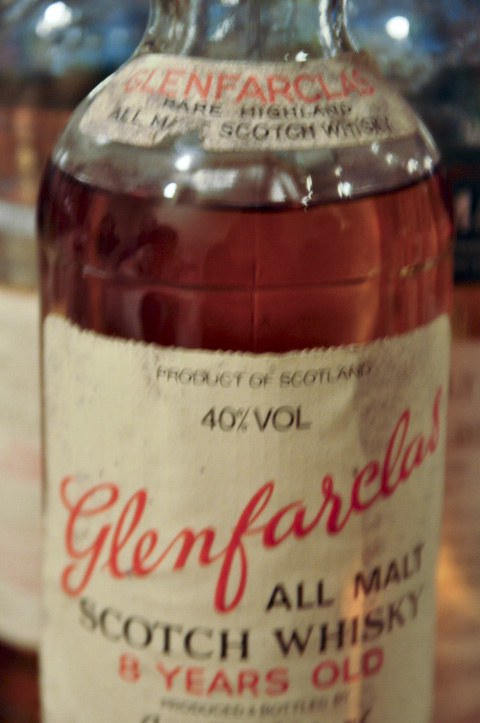 GLENFARCLAS
RARE HIGHLAND
ALL MALT SCOTCH WHISKY
PRODUCT OF SCOTLAND
40% VOL
Glenfarclas
ALL MALT
SCOTCH WHISKY
8 YEARS OLD
PRODUCED & BOTTLED BY